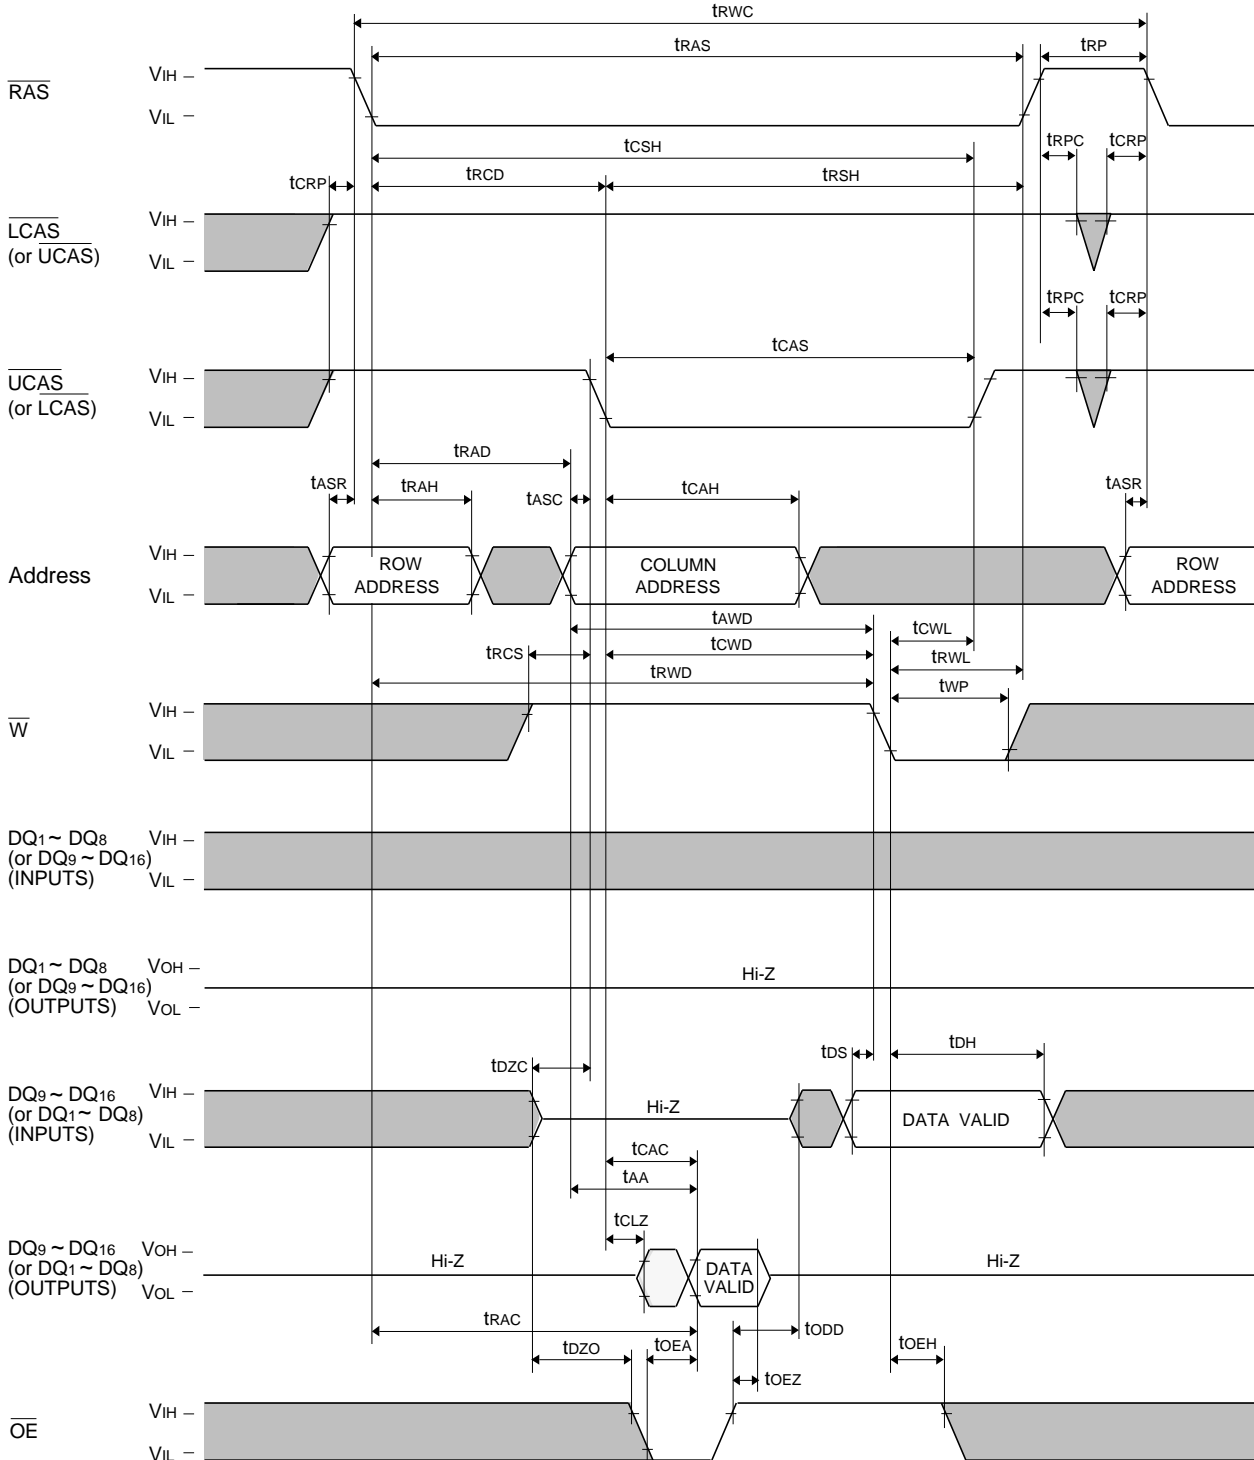 tRWC
tRAS tRP
RAS VIH
VIL
tCSH tRPC tCRP
tCRP tRCD tRSH
LCAS VIH
(or UCAS)
VIL
tRPC tCRP
tCAS
UCAS VIH
(or LCAS)
VIL
tRAD
tASR tRAH tASC tCAH tASR
Address VIH
VIL
ROW ADDRESS
COLUMN ADDRESS
ROW ADDRESS
tAWD tCWL
tRCS tCWD tRWL
tRWD tWP
W VIH
VIL
DQ1 ~ DQ8 VIH
(or DQ9 ~ DQ16)
(INPUTS) VIL
DQ1 ~ DQ8 VOH
(or DQ9 ~ DQ16) Hi-Z
(OUTPUTS) VOL
tDZC tDS tDH
DQ9 ~ DQ16 VIH
(or DQ1 ~ DQ8) Hi-Z DATA VALID
(INPUTS) VIL
tCAC
tAA
tCLZ
DQ9 ~ DQ16 VOH
(or DQ1 ~ DQ8) Hi-Z DATA VALID Hi-Z
(OUTPUTS) VOL
tRAC tODD
tDZO tOEA tOEH
tOEZ
OE VIH
VIL